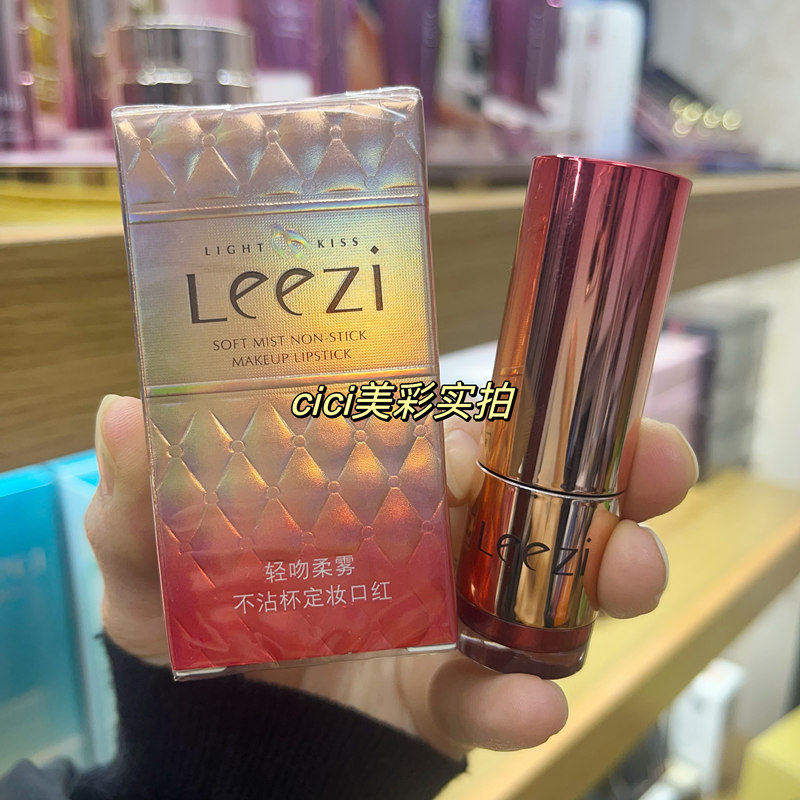 LIGHT KISS
Leezi
SOFT MIST NON-STICK
MAKEUP LIPSTICK
cici美彩实拍
轻吻柔雾
不沾杯定妆口红
Leezi